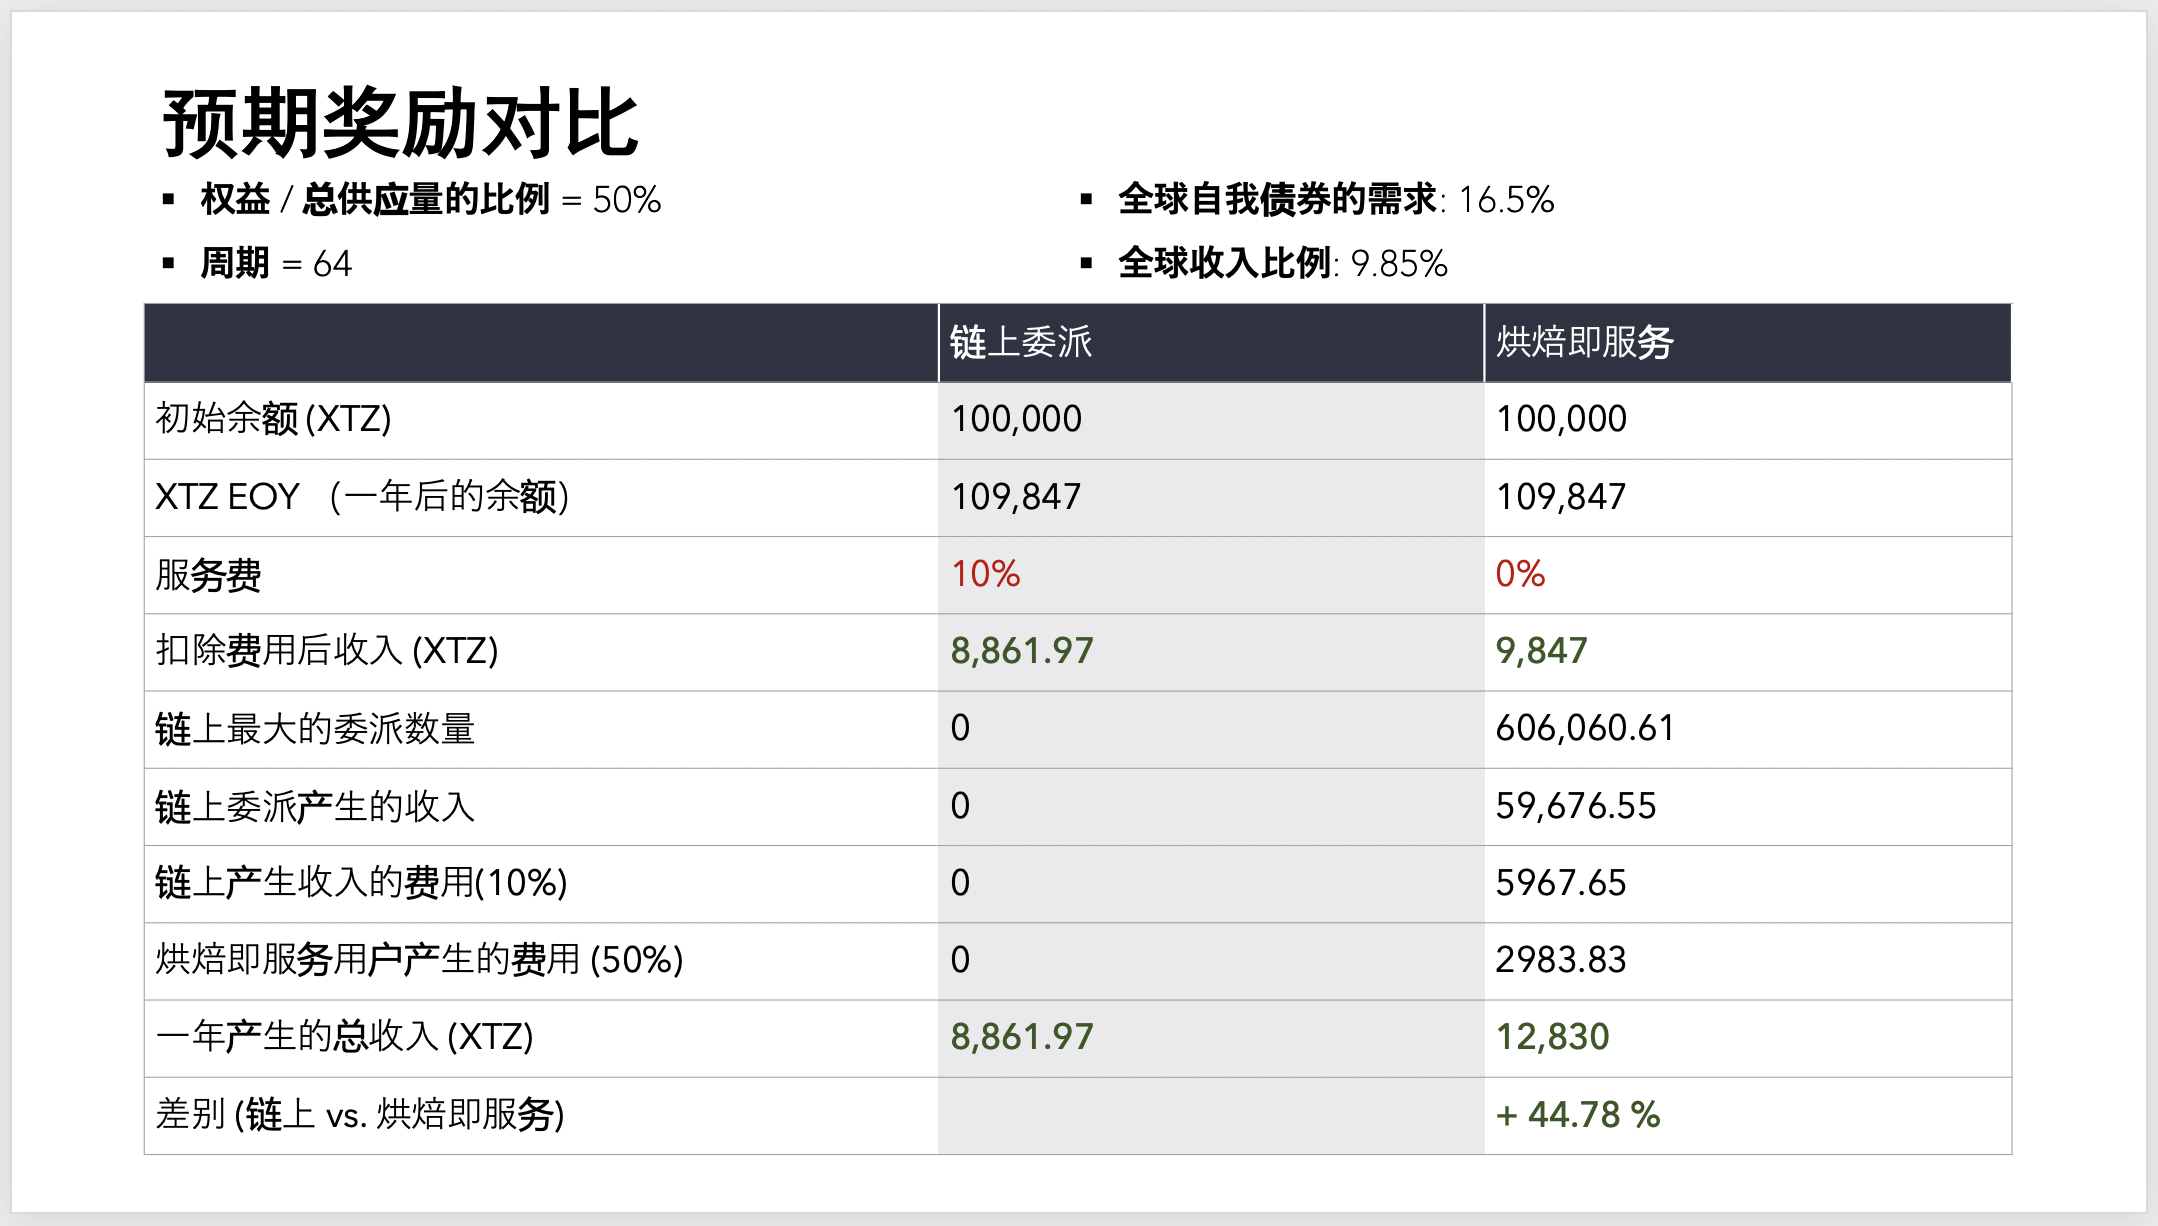 预期奖励对比
▪ 权益 / 总供应量的比例 = 50%
▪ 周期 = 64
▪ 全球自我债券的需求: 16.5%
▪ 全球收入比例: 9.85%
链上委派 烘焙即服务
初始余额 (XTZ) 100,000 100,000
XTZ EOY （一年后的余额） 109,847 109,847
服务费 10% 0%
扣除费用后收入 (XTZ) 8,861.97 9,847
链上最大的委派数量 0 606,060.61
链上委派产生的收入 0 59,676.55
链上产生收入的费用(10%) 0 5967.65
烘焙即服务用户产生的费用 (50%) 0 2983.83
一年产生的总收入 (XTZ) 8,861.97 12,830
差别 (链上 vs. 烘焙即服务) + 44.78 %